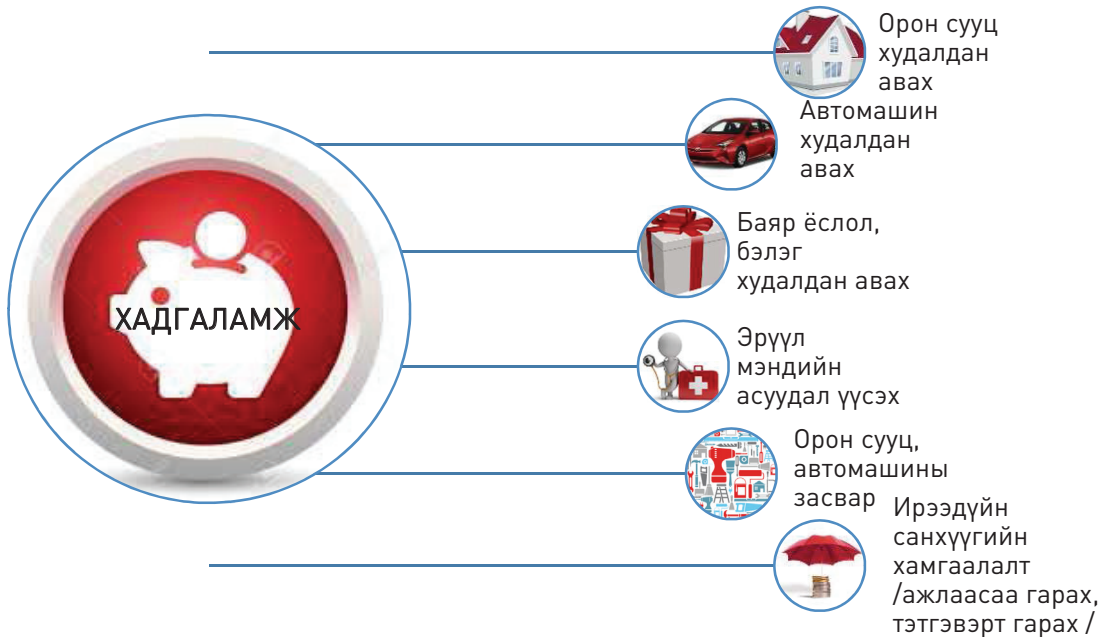 Орон сууц
худалдан
авах
Автомашин
худалдан
авах
Баяр ёслол,
бэлэг
худалдан авах
ХАДГАЛАМЖ
Эрүүл
мэндийн
асуудал үүсэх
Орон сууц,
автомашины
засвар
Ирээдүйн
санхүүгийн
хамгаалалт
/ажлаасаа гарах,
тэтгэвэрт гарах /